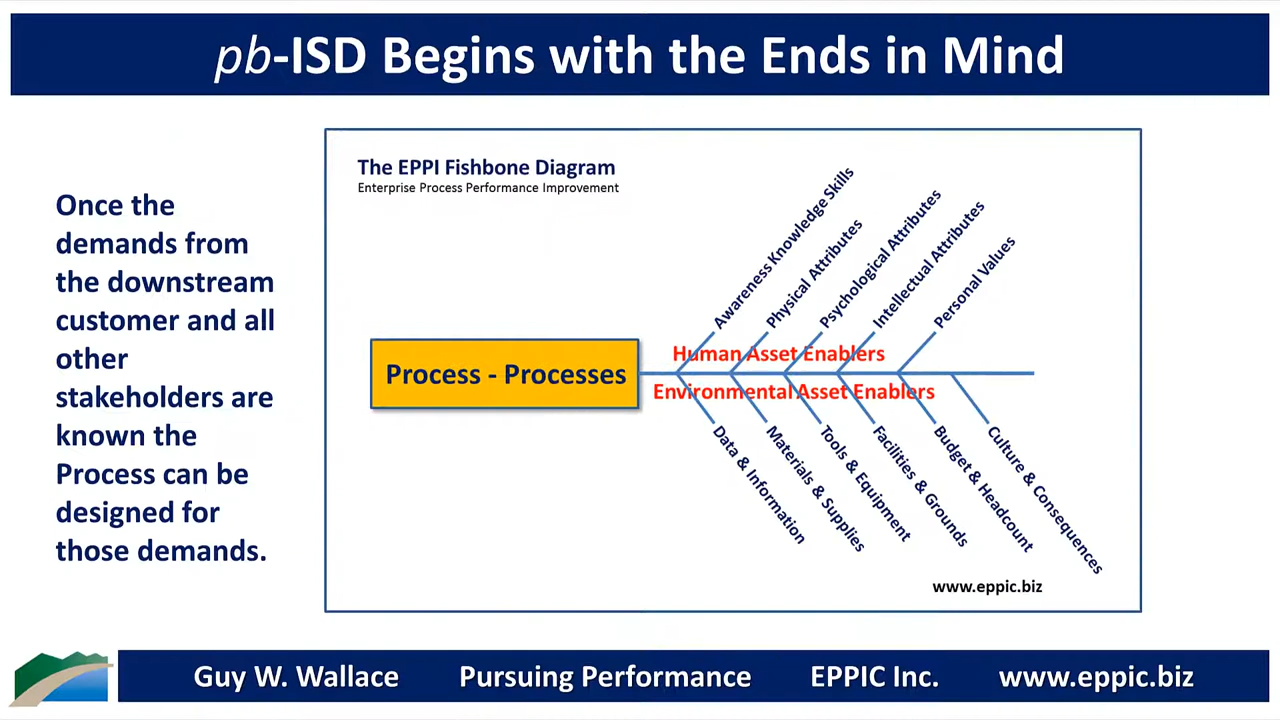 pb-ISD Begins with the Ends in Mind
Once the
demands from
the downstream
customer and all
other
stakeholders are
known the
Process can be
designed for
those demands.
The EPPI Fishbone Diagram
Enterprise Process Performance Improvement
Awareness Knowledge Skills
Physical Attributes
Psychological Attributes
Intellectual Attributes
Personal Values
Human Asset Enablers
Process - Processes
Environmental Asset Enablers
Data & Information
Materials & Supplies
Tools & Equipment
Facilities & Grounds
Budget & Headcount
Culture & Consequences
www.eppic.biz
Guy W. Wallace Pursuing Performance EPPIC Inc. www.eppic.biz